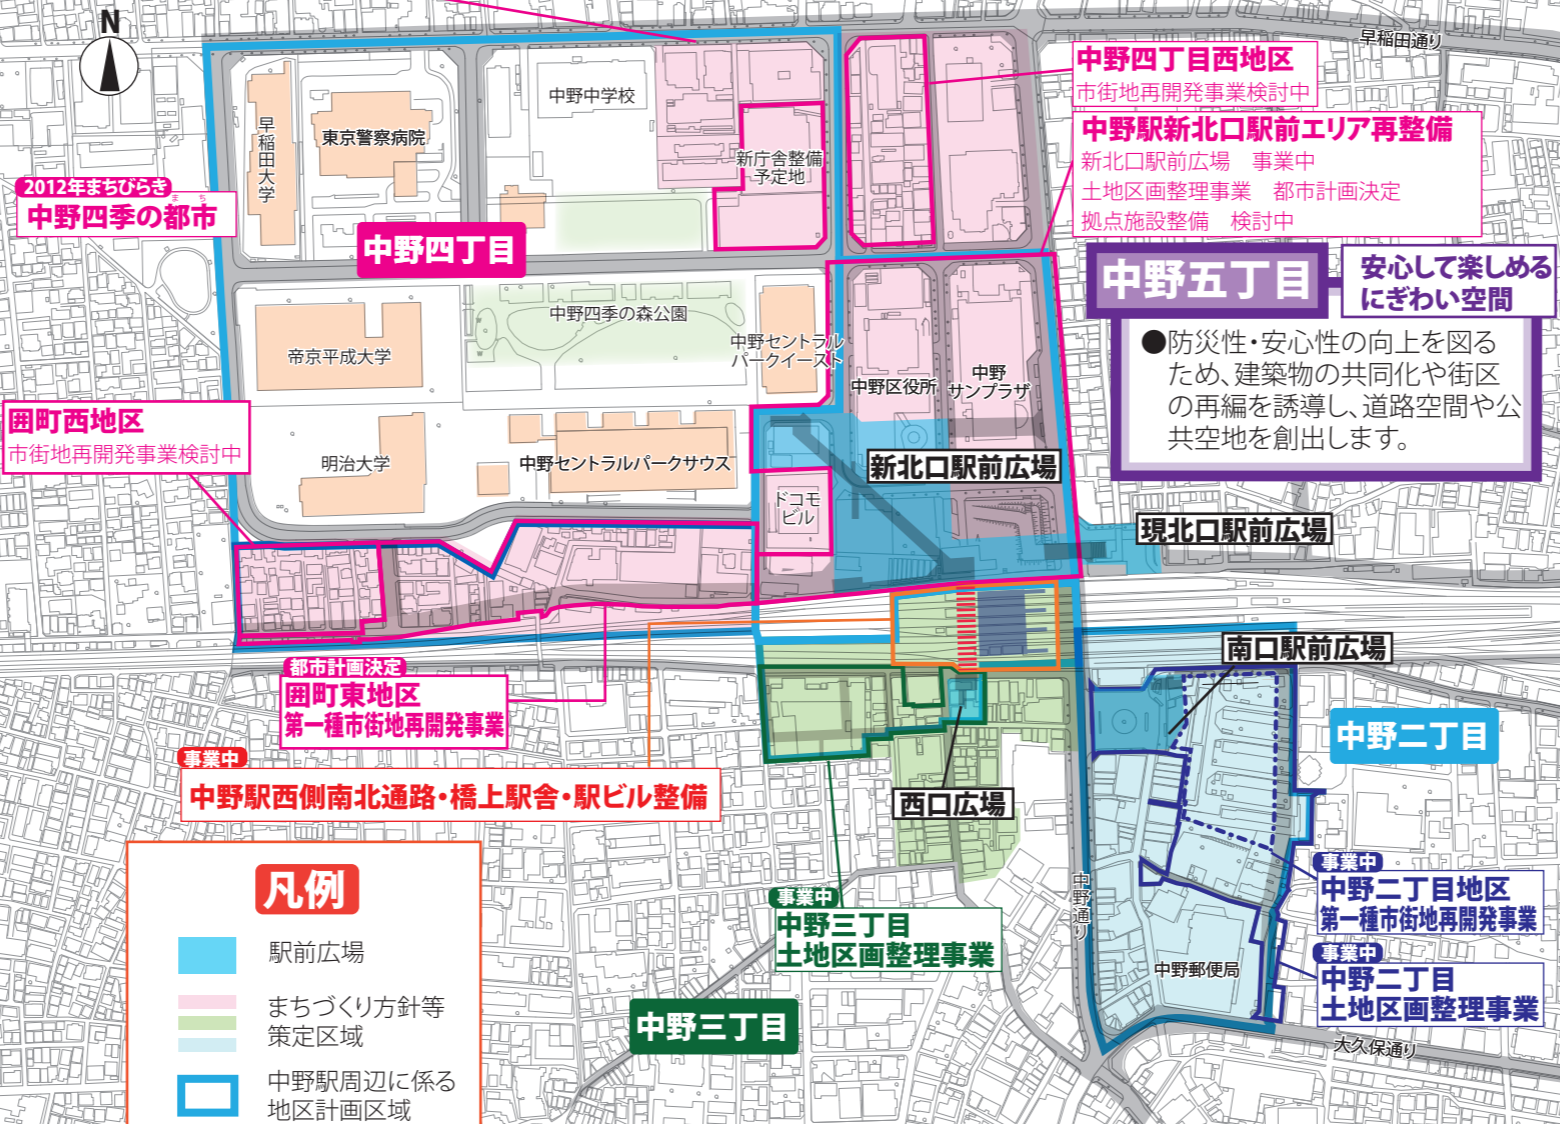 N
早稲田通り
中野四丁目西地区
市街地再開発事業検討中
中野駅新北口駅前エリア再整備
新北口駅前広場　事業中
土地区画整理事業　都市計画決定
拠点施設整備　検討中
早稲田大学
東京警察病院
中野中学校
新庁舎整備
予定地
2012年まちびらき
まち
中野四季の都市
中野四丁目
中野五丁目
安心して楽しめる
にぎわい空間
●防災性・安心性の向上を図る
ため、建築物の共同化や街区
の再編を誘導し、道路空間や公
共空地を創出します。
帝京平成大学
中野四季の森公園
中野セントラル
パークイースト
中野区役所
中野
サンプラザ
囲町西地区
市街地再開発事業検討中
明治大学
中野セントラルパークサウス
新北口駅前広場
ドコモ
ビル
現北口駅前広場
南口駅前広場
都市計画決定
囲町東地区
第一種市街地再開発事業
中野二丁目
事業中
中野駅西側南北通路・橋上駅舎・駅ビル整備
西口広場
中野通り
事業中
中野三丁目
土地区画整理事業
事業中
中野二丁目地区
第一種市街地再開発事業
事業中
中野二丁目
土地区画整理事業
中野郵便局
中野三丁目
大久保通り
凡例
駅前広場
まちづくり方針等
策定区域
中野駅周辺に係る
地区計画区域